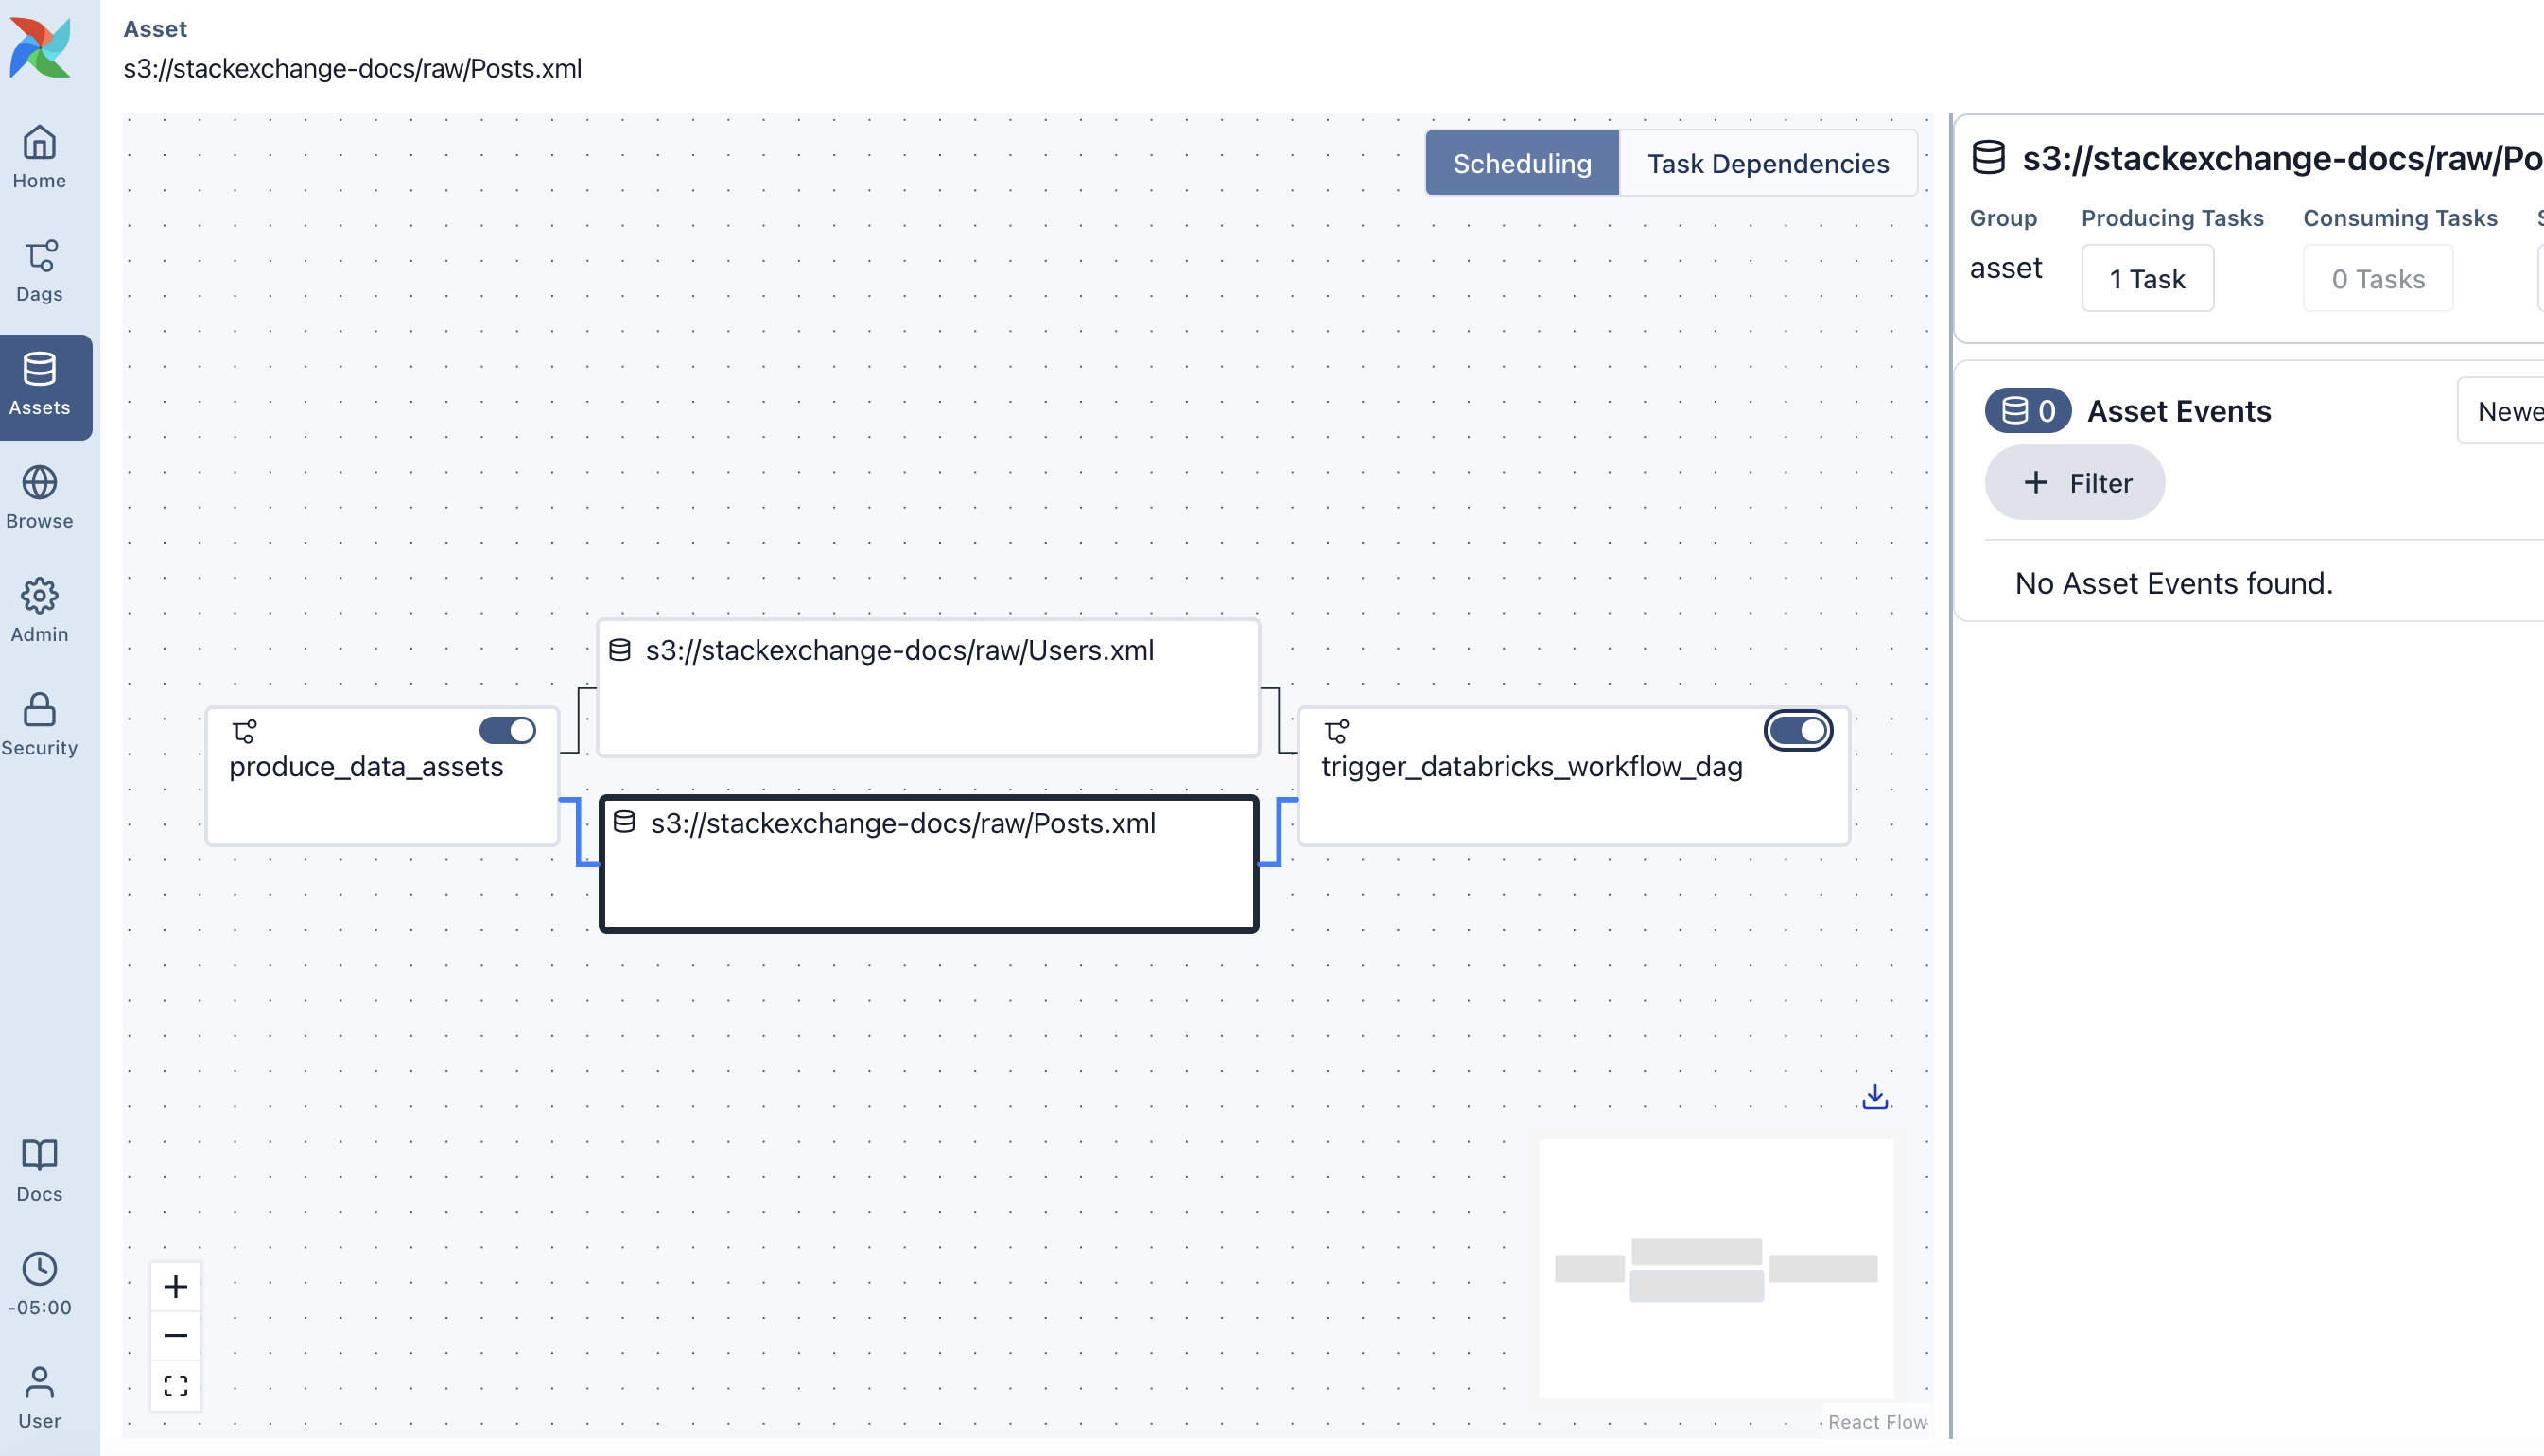 Asset
s3://stackexchange-docs/raw/Posts.xml
Home
Dags
Assets
Browse
Admin
Security
Docs
-05:00
User
Scheduling
Task Dependencies
s3://stackexchange-docs/raw/Users.xml
produce_data_assets
trigger_databricks_workflow_dag
s3://stackexchange-docs/raw/Posts.xml
React Flow
s3://stackexchange-docs/raw/Po
Group
Producing Tasks
Consuming Tasks
asset
1 Task
0 Tasks
0 Asset Events
Newe
Filter
No Asset Events found.